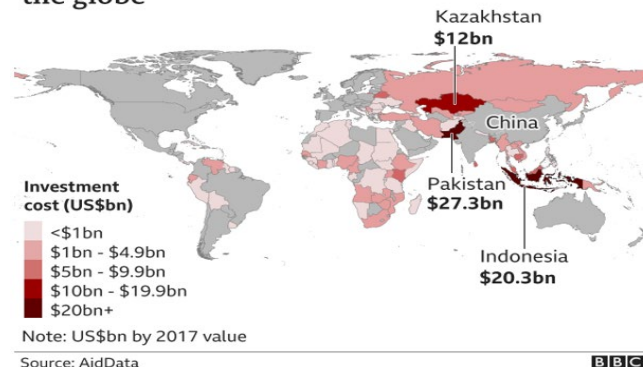 the globe
Kazakhstan
$12bn
China
Pakistan
$27.3bn
Indonesia
$20.3bn
Investment
cost (US$bn)
<$1bn
$1bn - $4.9bn
$5bn - $9.9bn
$10bn - $19.9bn
$20bn+
Note: US$bn by 2017 value
Source: AidData
BBC